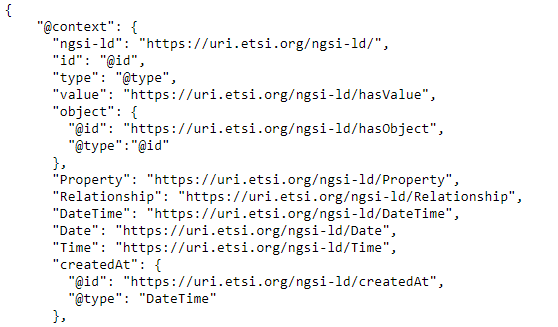 {
"@context": {
"ngsi-ld": "https://uri.etsi.org/ngsi-ld/",
"id": "@id",
"type": "@type",
"value": "https://uri.etsi.org/ngsi-ld/hasValue",
"object": {
"@id": "https://uri.etsi.org/ngsi-ld/hasObject",
"@type":"@id"
},
"Property": "https://uri.etsi.org/ngsi-ld/Property",
"Relationship": "https://uri.etsi.org/ngsi-ld/Relationship",
"DateTime": "https://uri.etsi.org/ngsi-ld/DateTime",
"Date": "https://uri.etsi.org/ngsi-ld/Date",
"Time": "https://uri.etsi.org/ngsi-ld/Time",
"createdAt": {
"@id": "https://uri.etsi.org/ngsi-ld/createdAt",
"@type": "DateTime"
},